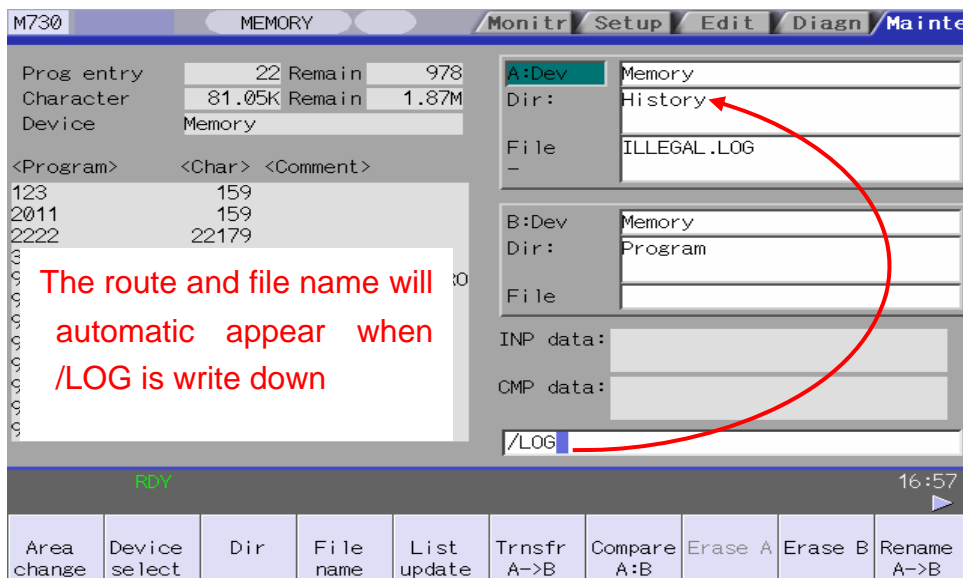 M730 MEMORY Monitr Setup Edit Diagn Mainte
Prog entry 22 Remain 978
Character 81.05K Remain 1.87M
Device Memory
<Program> <Char> <Comment>
123 159
2011 159
2222 22179
The route and file name will
automatic appear when
/LOG is write down
A:Dev Memory
Dir: History
File ILLEGAL.LOG
–
B:Dev Memory
Dir: Program
File
INP data:
CMP data:
/LOG
RDY 16:57
Area change
Device select
Dir
File name
List update
Trnsfr A->B
Compare A:B
Erase A
Erase B
Rename A->B